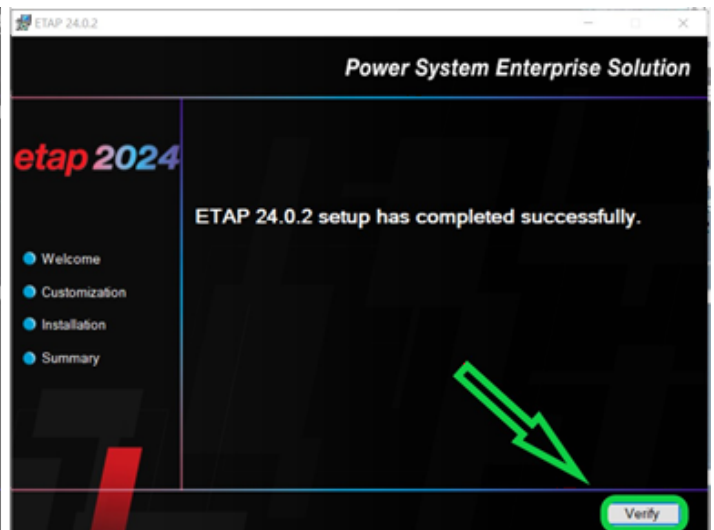 ETAP 24.0.2
Power System Enterprise Solution
etap 2024
ETAP 24.0.2 setup has completed successfully.
Welcome
Customization
Installation
Summary
Verify